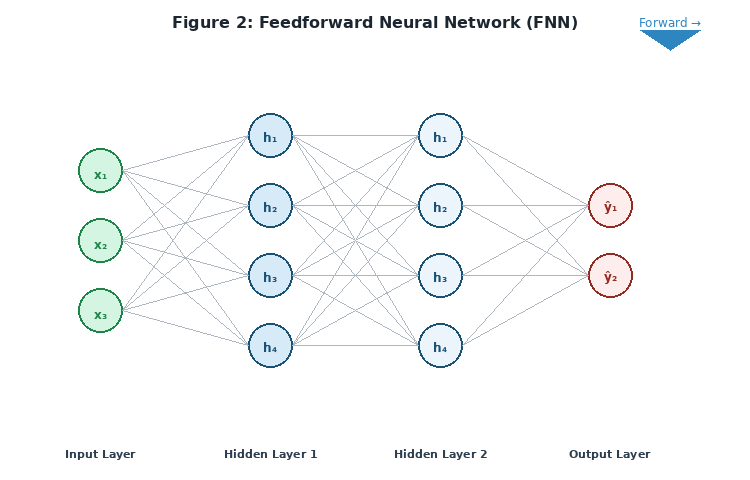 Figure 2: Feedforward Neural Network (FNN)
Forward →
x₁
x₂
x₃
h₁
h₂
h₃
h₄
h₁
h₂
h₃
h₄
ŷ₁
ŷ₂
Input Layer
Hidden Layer 1
Hidden Layer 2
Output Layer